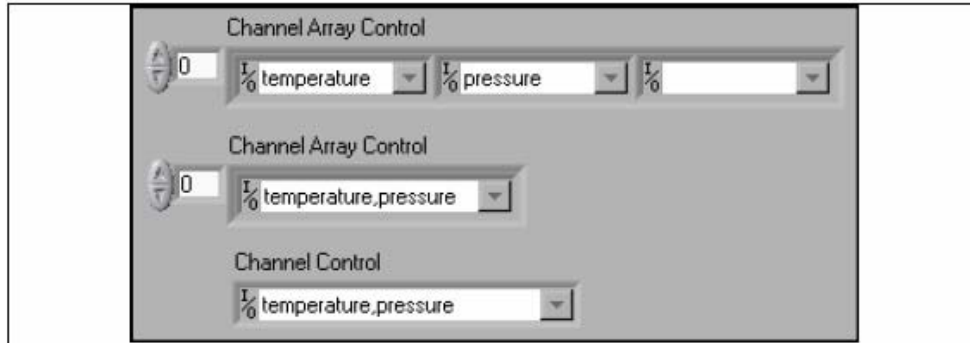 Channel Array Control
0 I/O temperature I/O pressure I/O
Channel Array Control
0 I/O temperature,pressure
Channel Control
I/O temperature,pressure